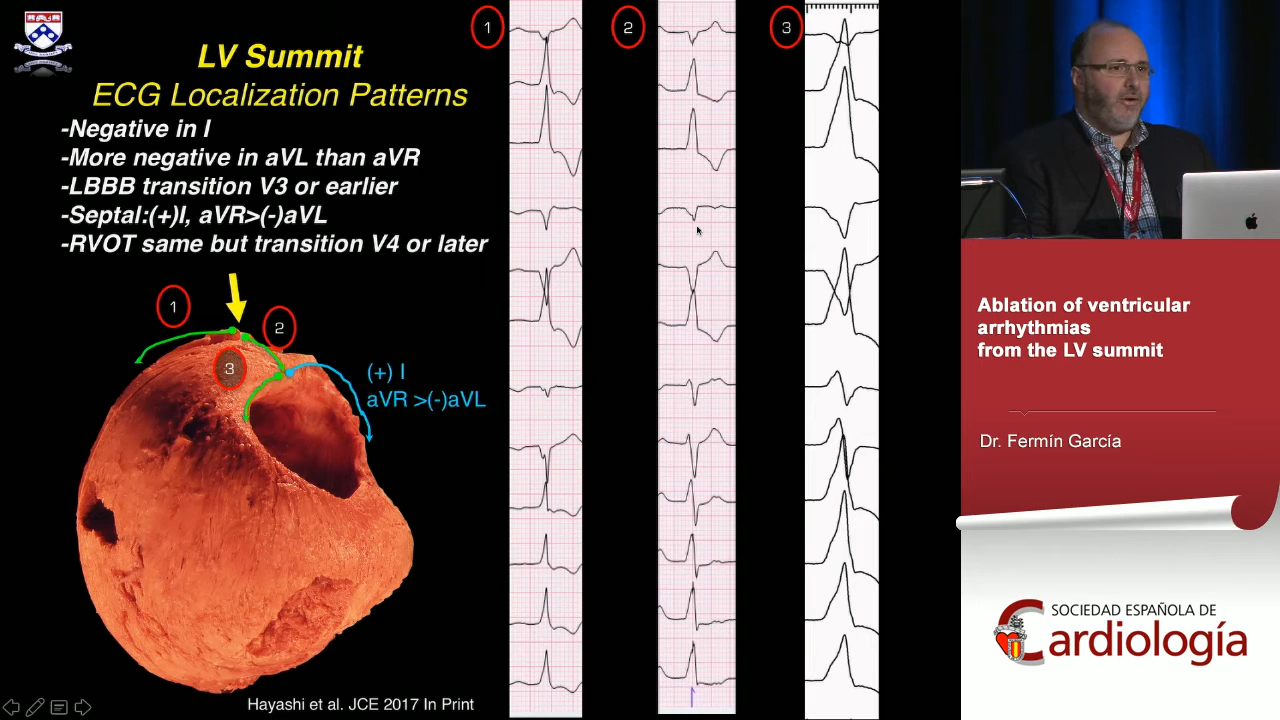 LV Summit
ECG Localization Patterns
-Negative in I
-More negative in aVL than aVR
-LBBB transition V3 or earlier
-Septal:(+)I, aVR>(-)aVL
-RVOT same but transition V4 or later
1
2
3
(+) I
aVR >(-)aVL
Hayashi et al. JCE 2017 In Print
1
2
3
Ablation of ventricular
arrhythmias
from the LV summit
Dr. Fermín García
SOCIEDAD ESPAÑOLA DE
Cardiología